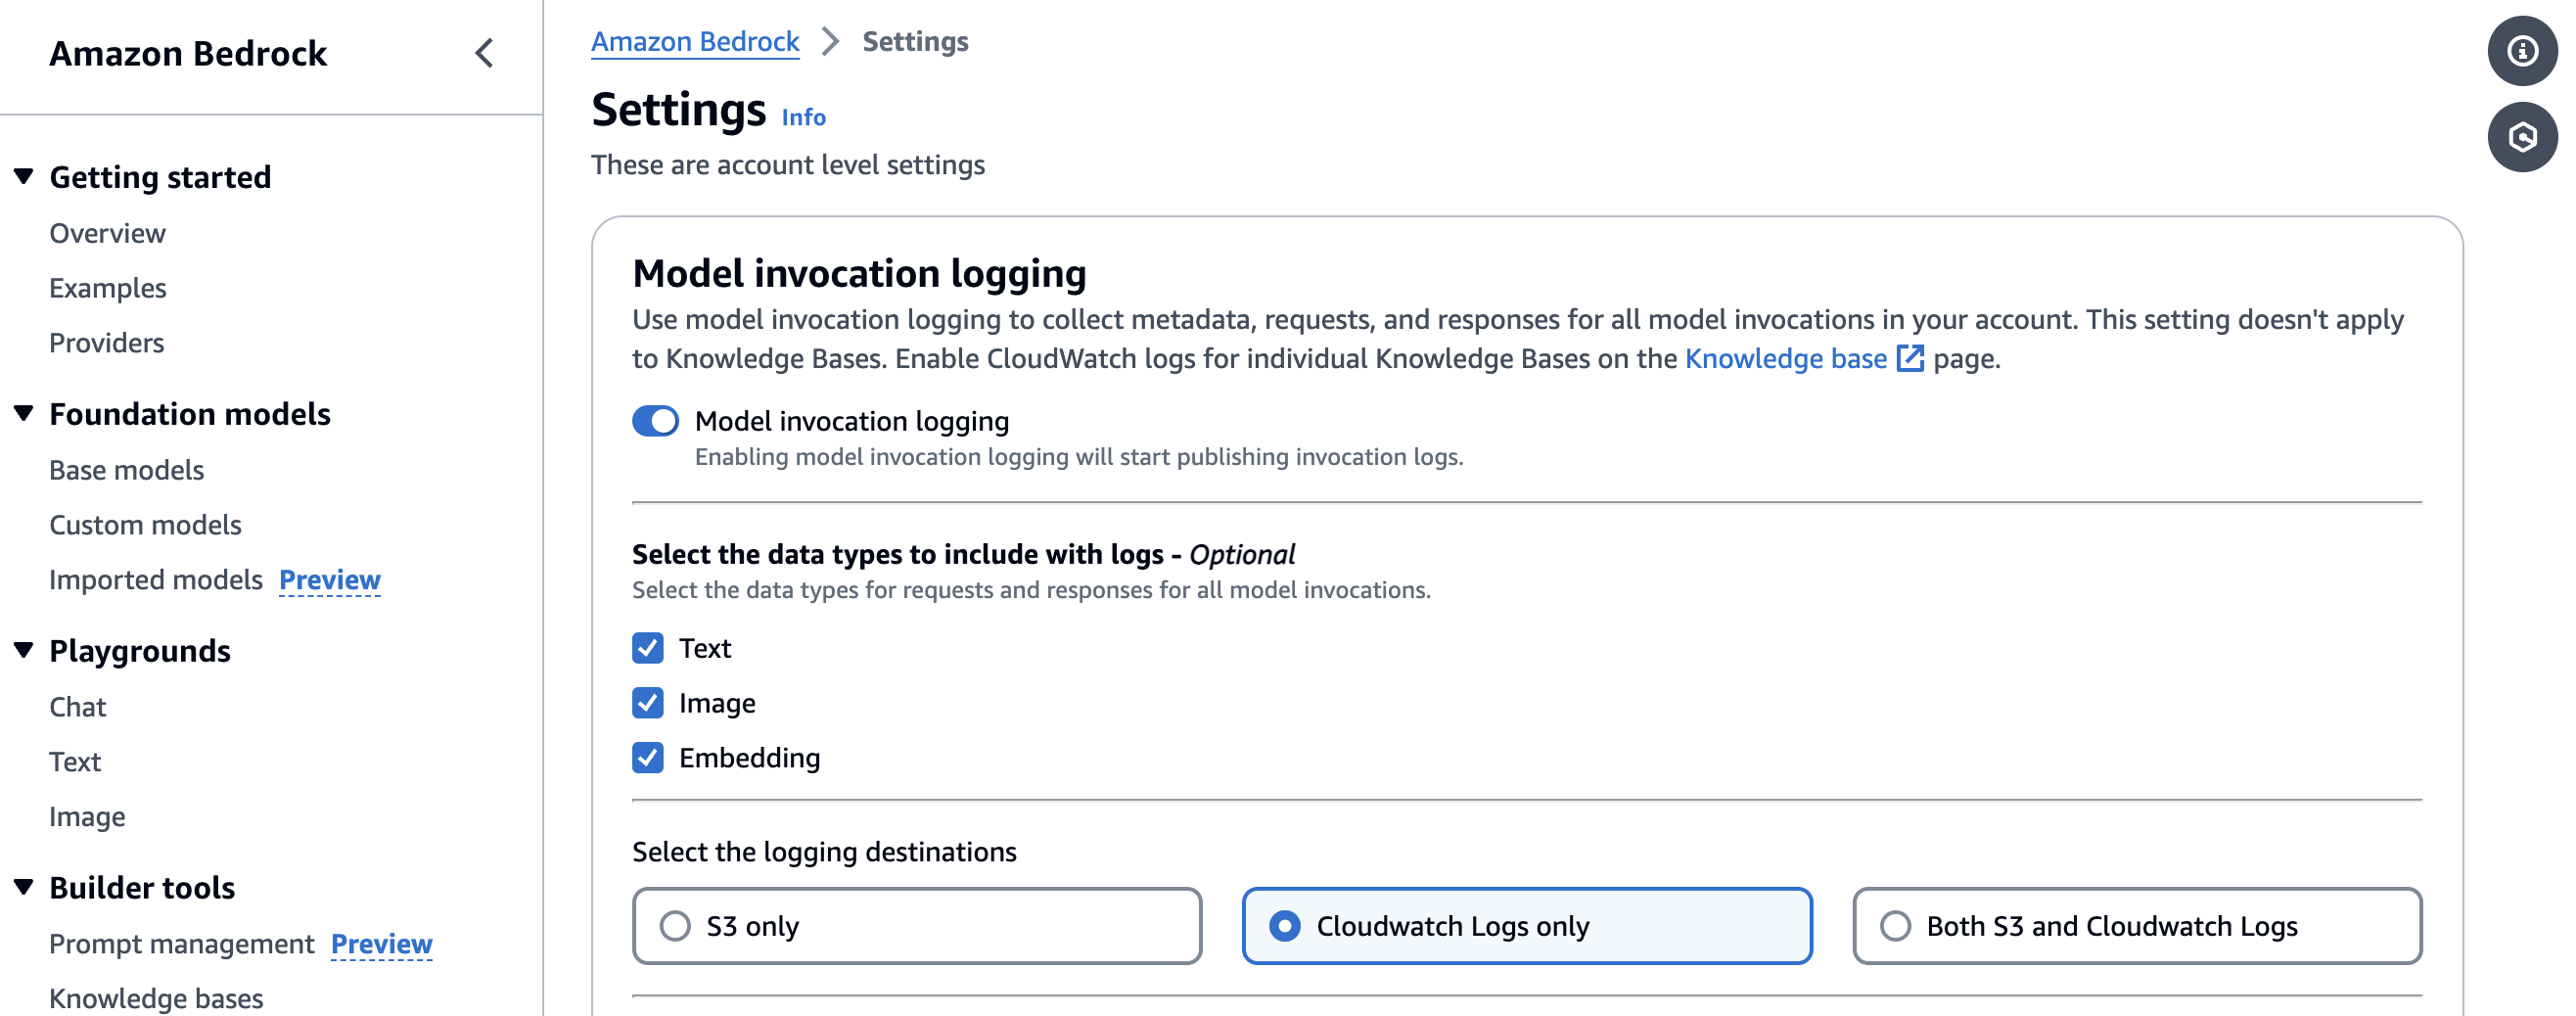 Amazon Bedrock
Getting started
Overview
Examples
Providers
Foundation models
Base models
Custom models
Imported models Preview
Playgrounds
Chat
Text
Image
Builder tools
Prompt management Preview
Knowledge bases
Amazon Bedrock > Settings
Settings Info
These are account level settings
Model invocation logging
Use model invocation logging to collect metadata, requests, and responses for all model invocations in your account. This setting doesn't apply
to Knowledge Bases. Enable CloudWatch logs for individual Knowledge Bases on the Knowledge base page.
Model invocation logging
Enabling model invocation logging will start publishing invocation logs.
Select the data types to include with logs - Optional
Select the data types for requests and responses for all model invocations.
Text
Image
Embedding
Select the logging destinations
S3 only
Cloudwatch Logs only
Both S3 and Cloudwatch Logs